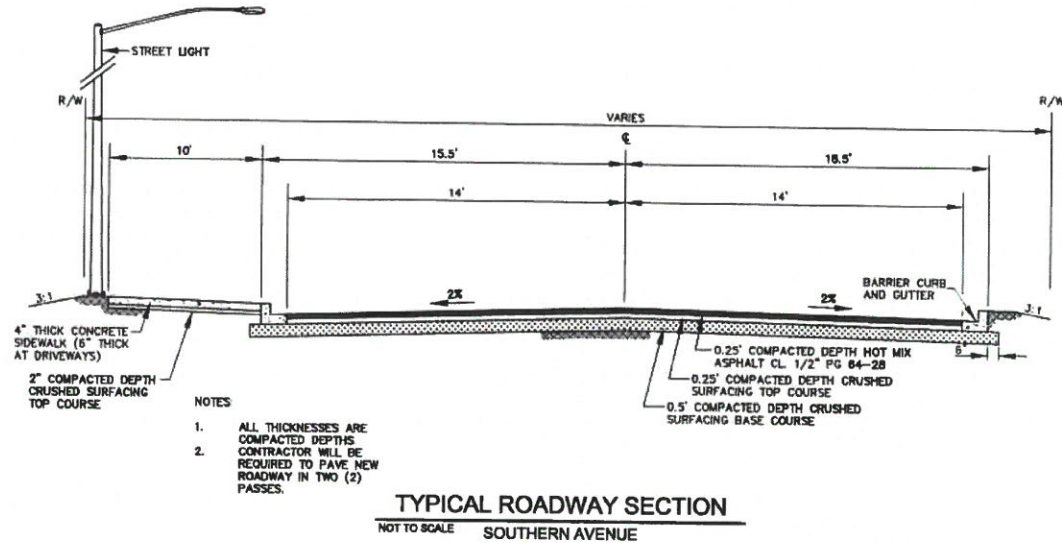 STREET LIGHT
R/W
R/W
VARIES
℄
10'
15.5'
18.5'
14'
14'
3:1
2%
2%
BARRIER CURB
AND GUTTER
3:1
4" THICK CONCRETE
SIDEWALK (6" THICK
AT DRIVEWAYS)
2" COMPACTED DEPTH
CRUSHED SURFACING
TOP COURSE
6"
0.25' COMPACTED DEPTH HOT MIX
ASPHALT CL. 1/2" PG 64-28
0.25' COMPACTED DEPTH CRUSHED
SURFACING TOP COURSE
0.5' COMPACTED DEPTH CRUSHED
SURFACING BASE COURSE
NOTES
1. ALL THICKNESSES ARE
COMPACTED DEPTHS
2. CONTRACTOR WILL BE
REQUIRED TO PAVE NEW
ROADWAY IN TWO (2)
PASSES.
TYPICAL ROADWAY SECTION
NOT TO SCALE SOUTHERN AVENUE